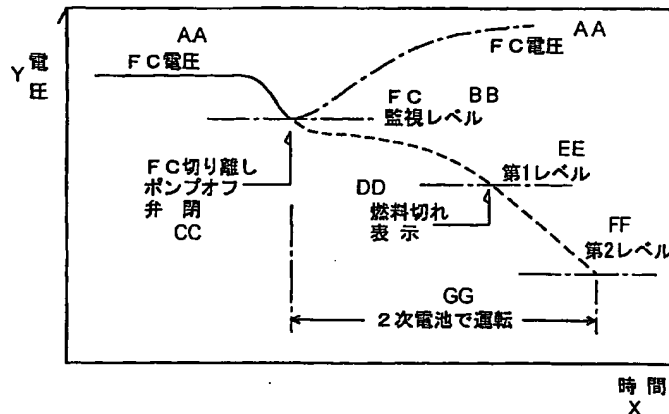 AA
FC電圧
Y 電圧
AA
FC電圧
FC BB
監視レベル
FC切り離し
ポンプオフ
弁 閉
CC
EE
第1レベル
DD
燃料切れ
表 示
FF
第2レベル
GG
2次電池で運転
時 間
X